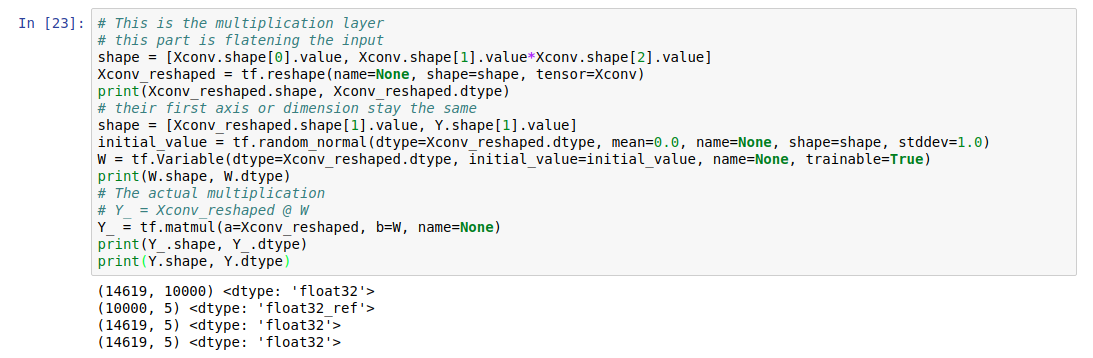 In [23]: # This is the multiplication layer
# this part is flatening the input
shape = [Xconv.shape[0].value, Xconv.shape[1].value*Xconv.shape[2].value]
Xconv_reshaped = tf.reshape(name=None, shape=shape, tensor=Xconv)
print(Xconv_reshaped.shape, Xconv_reshaped.dtype)
# their first axis or dimension stay the same
shape = [Xconv_reshaped.shape[1].value, Y.shape[1].value]
initial_value = tf.random_normal(dtype=Xconv_reshaped.dtype, mean=0.0, name=None, shape=shape, stddev=1.0)
W = tf.Variable(dtype=Xconv_reshaped.dtype, initial_value=initial_value, name=None, trainable=True)
print(W.shape, W.dtype)
# The actual multiplication
# Y_ = Xconv_reshaped @ W
Y_ = tf.matmul(a=Xconv_reshaped, b=W, name=None)
print(Y_.shape, Y_.dtype)
print(Y.shape, Y.dtype)
(14619, 10000) <dtype: 'float32'>
(10000, 5) <dtype: 'float32_ref'>
(14619, 5) <dtype: 'float32'>
(14619, 5) <dtype: 'float32'>